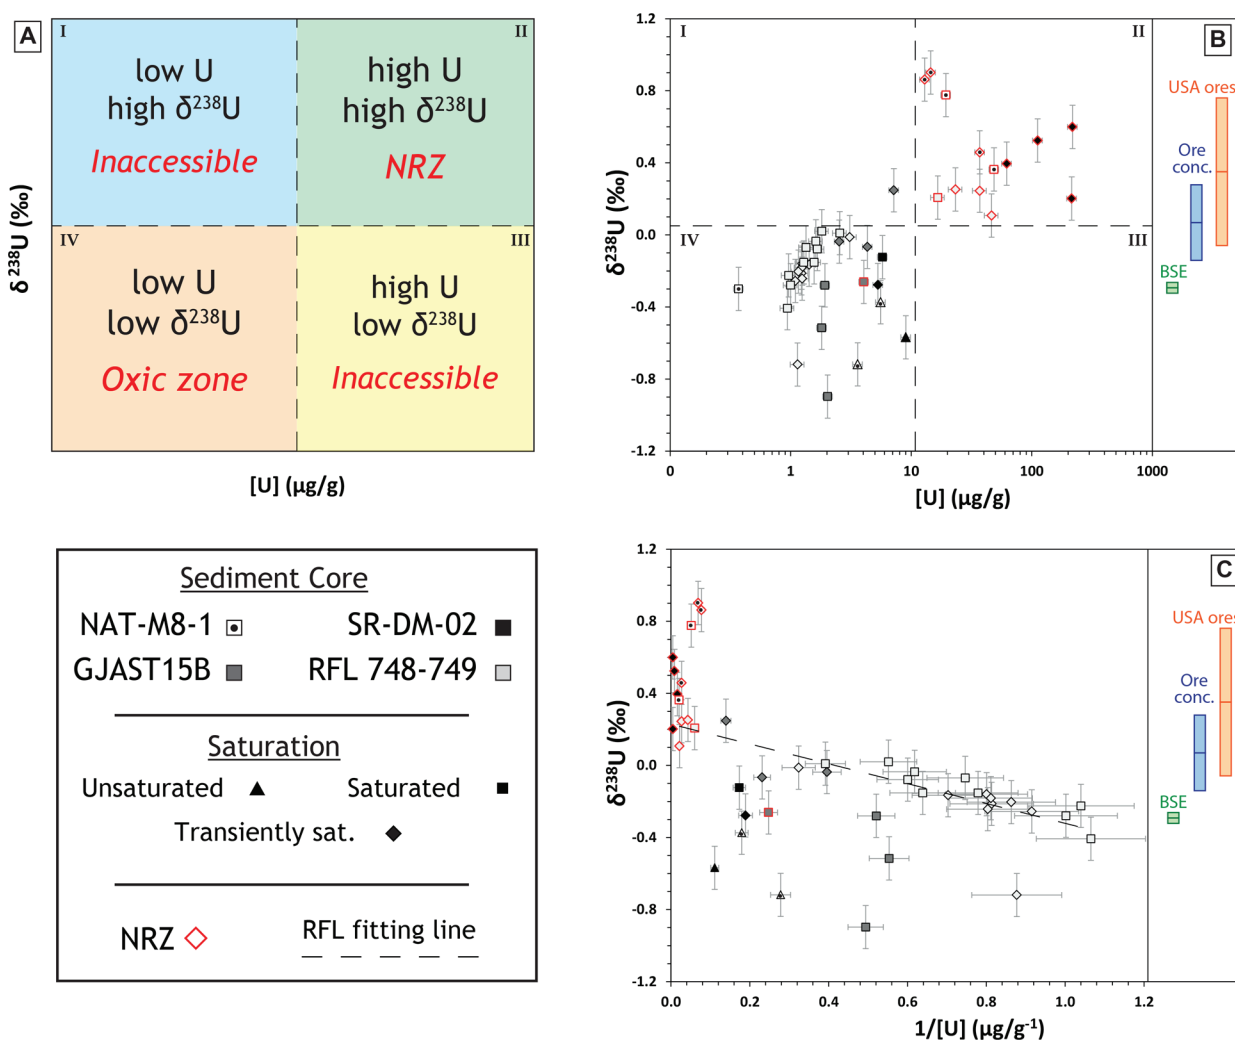 A
I
II
low U
high δ²³⁸U
Inaccessible
high U
high δ²³⁸U
NRZ
IV
III
low U
low δ²³⁸U
Oxic zone
high U
low δ²³⁸U
Inaccessible
δ²³⁸U (‰)
[U] (µg/g)
B
I
II
IV
III
1.2
0.8
0.4
0.0
-0.4
-0.8
-1.2
δ²³⁸U (‰)
0
1
10
100
1000
[U] (µg/g)
USA ores
Ore
conc.
BSE
Sediment Core
NAT-M8-1
SR-DM-02
GJAST15B
RFL 748-749
Saturation
Unsaturated
Saturated
Transiently sat.
NRZ
RFL fitting line
C
1.2
0.8
0.4
0.0
-0.4
-0.8
-1.2
δ²³⁸U (‰)
0.0
0.2
0.4
0.6
0.8
1.0
1/[U] (µg/g⁻¹)
USA ores
Ore
conc.
BSE